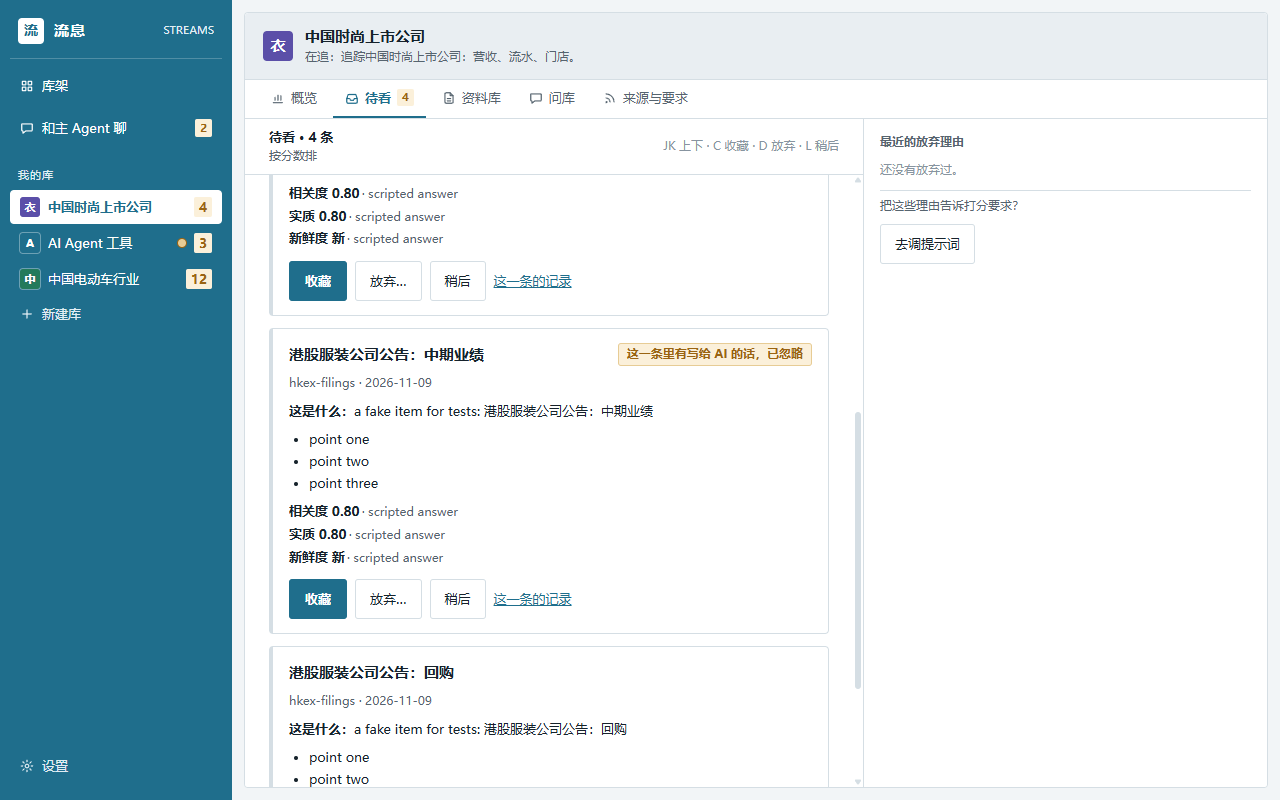 流 流息 STREAMS
库架
和主 Agent 聊 2
我的库
衣 中国时尚上市公司 4
A AI Agent 工具 3
中 中国电动车行业 12
新建库
设置
衣 中国时尚上市公司
在追：追踪中国时尚上市公司：营收、流水、门店。
概览 待看 4 资料库 问库 来源与要求
待看 • 4 条
按分数排
JK 上下 · C 收藏 · D 放弃 · L 稍后
相关度 0.80 · scripted answer
实质 0.80 · scripted answer
新鲜度 新 · scripted answer
收藏 放弃... 稍后 这一条的记录
港股服装公司公告：中期业绩 这一条里有写给 AI 的话，已忽略
hkex-filings · 2026-11-09
这是什么：a fake item for tests: 港股服装公司公告：中期业绩
• point one
• point two
• point three
相关度 0.80 · scripted answer
实质 0.80 · scripted answer
新鲜度 新 · scripted answer
收藏 放弃... 稍后 这一条的记录
港股服装公司公告：回购
hkex-filings · 2026-11-09
这是什么：a fake item for tests: 港股服装公司公告：回购
• point one
• point two
最近的放弃理由
还没有放弃过。
把这些理由告诉打分要求？
去调提示词